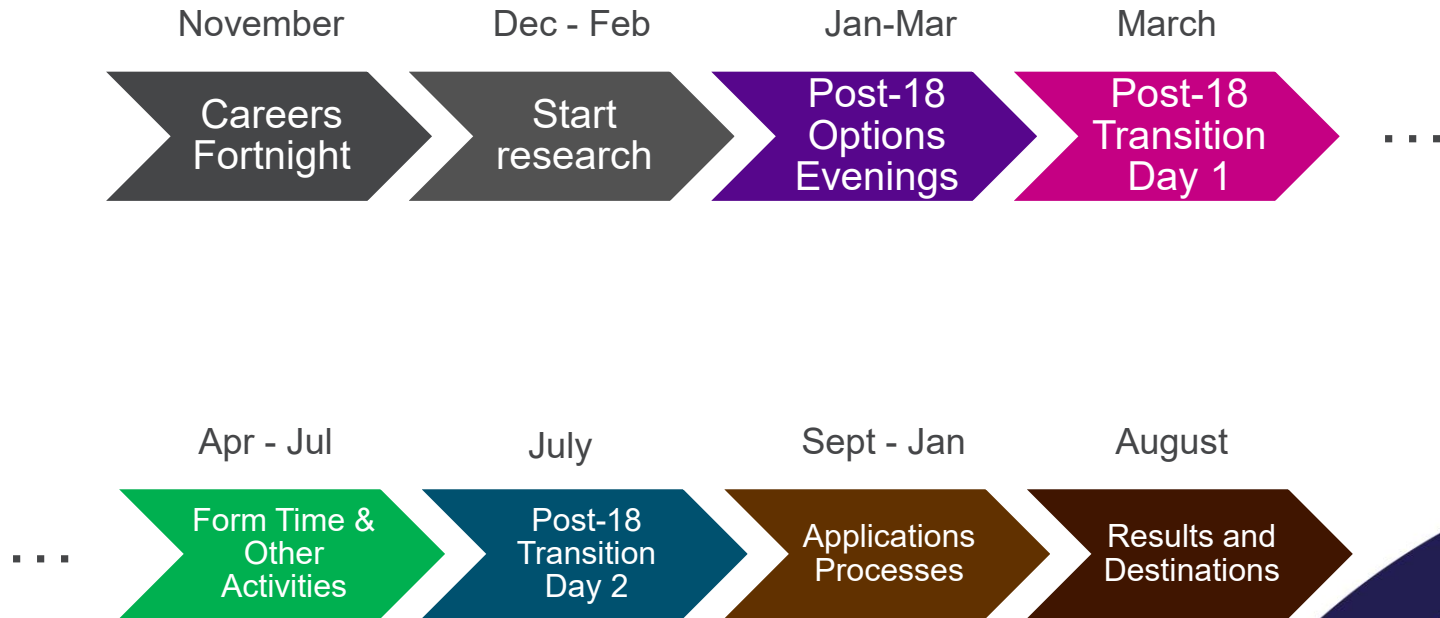 November
Dec - Feb
Jan-Mar
March
Careers
Fortnight
Start
research
Post-18
Options
Evenings
Post-18
Transition
Day 1
...
Apr - Jul
July
Sept - Jan
August
...
Form Time &
Other
Activities
Post-18
Transition
Day 2
Applications
Processes
Results and
Destinations